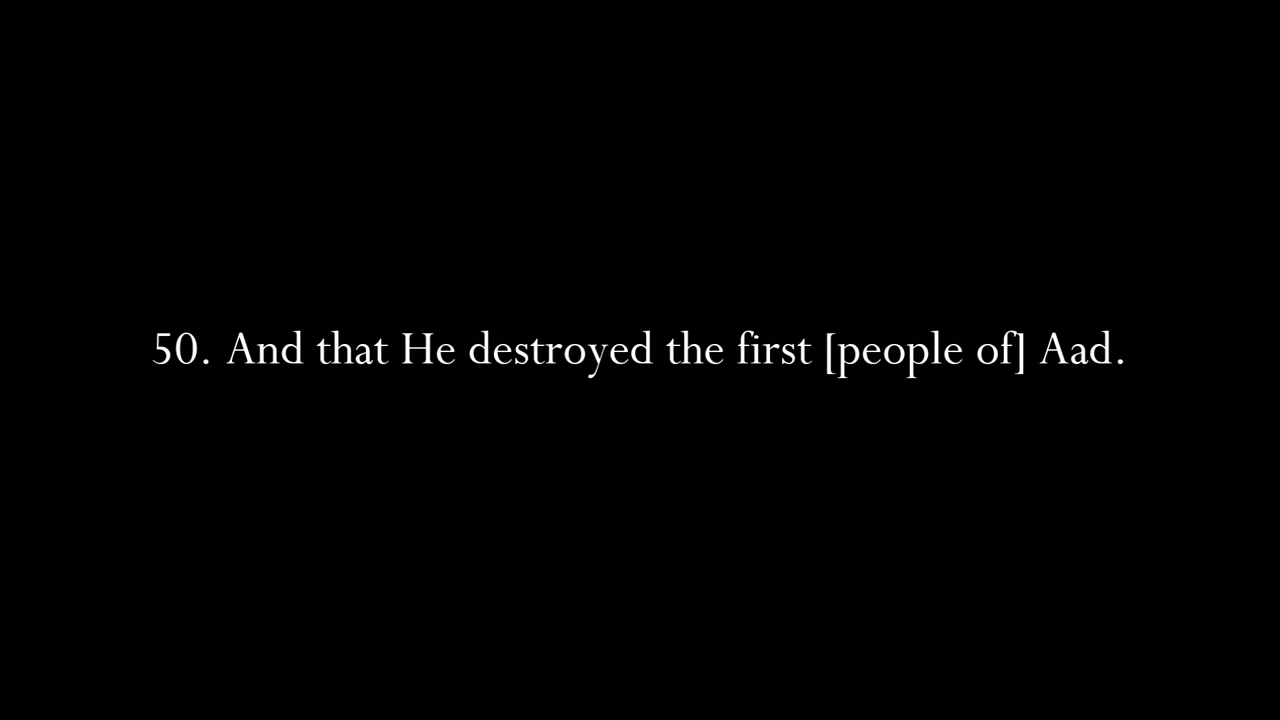 50. And that He destroyed the first [people of] Aad.